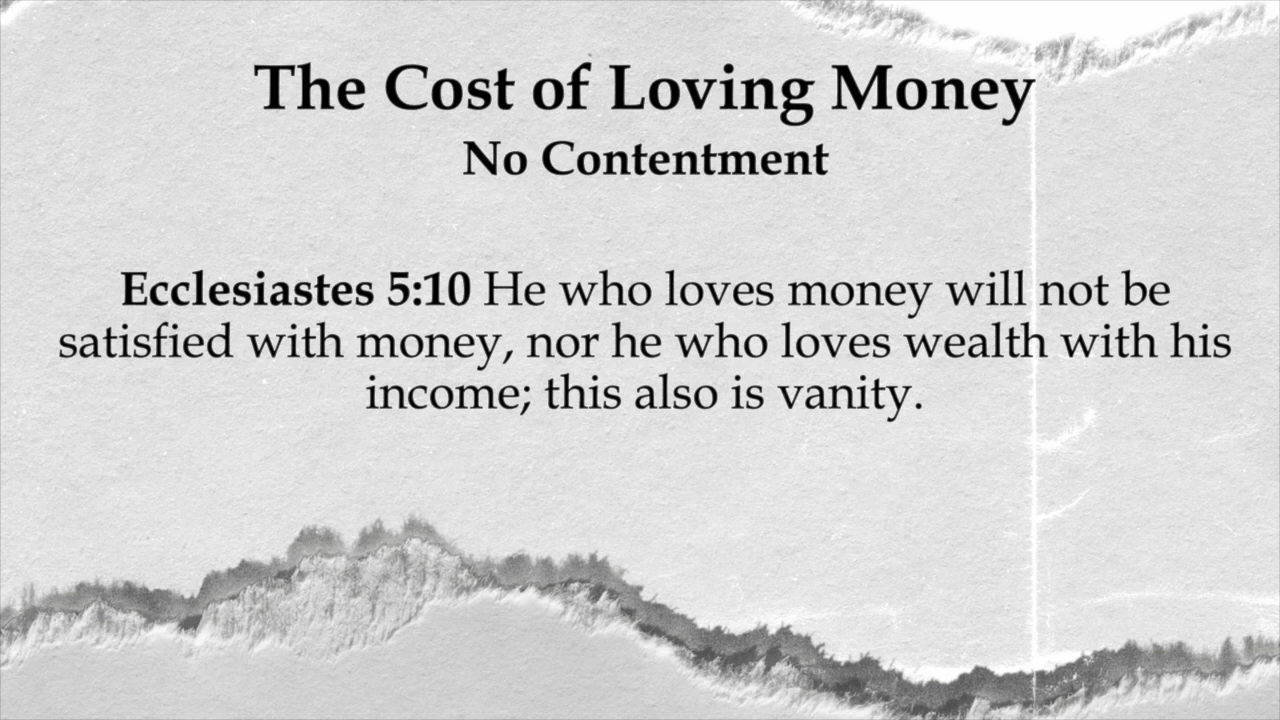 The Cost of Loving Money
No Contentment
Ecclesiastes 5:10 He who loves money will not be
satisfied with money, nor he who loves wealth with his
income; this also is vanity.